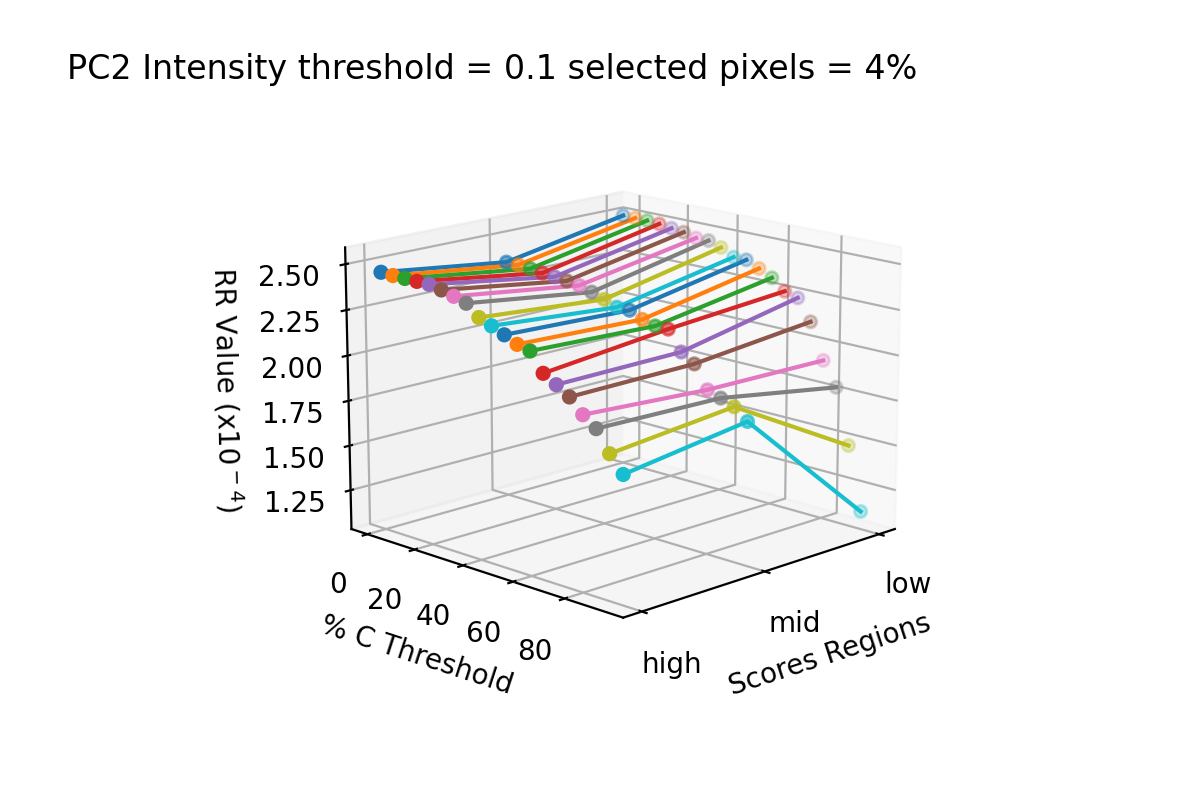 PC2 Intensity threshold = 0.1 selected pixels = 4%
RR Value (x10⁻⁴)
2.50
2.25
2.00
1.75
1.50
1.25
0
20
40
60
80
% C Threshold
high
mid
low
Scores Regions